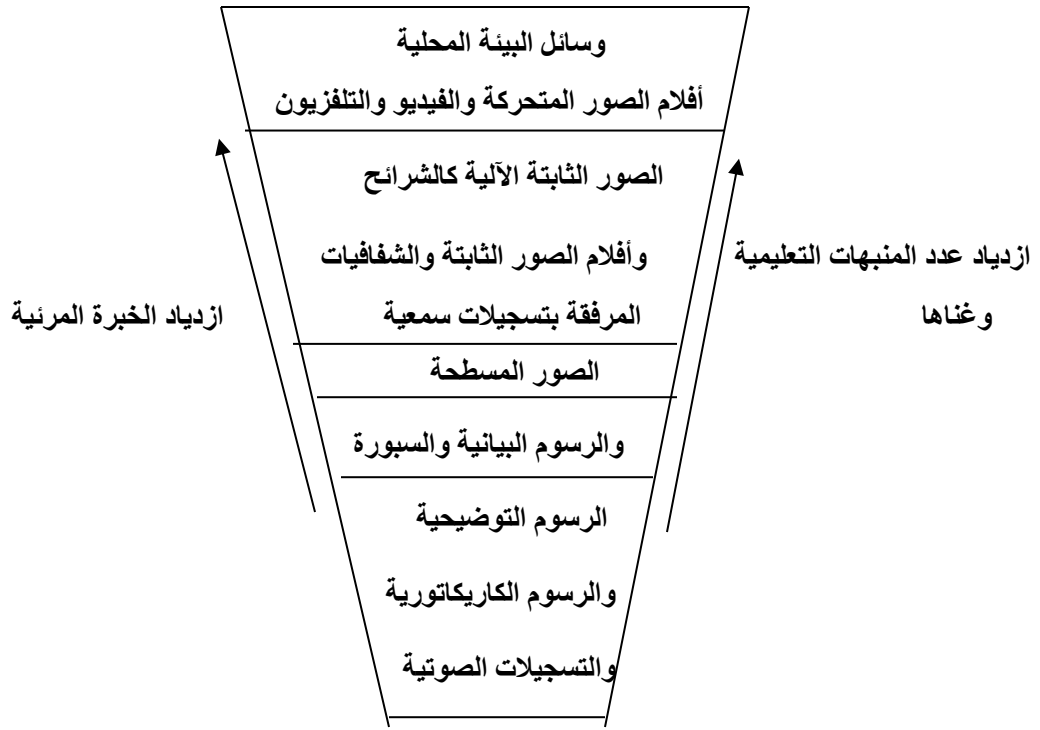 وسائل البيئة المحلية
أفلام الصور المتحركة والفيديو والتلفزيون
الصور الثابتة الآلية كالشرائح
وأفلام الصور الثابتة والشفافيات
المرفقة بتسجيلات سمعية
الصور المسطحة
والرسوم البيانية والسبورة
الرسوم التوضيحية
والرسوم الكاريكاتورية
والتسجيلات الصوتية
ازدياد عدد المنبهات التعليمية
وغناها
ازدياد الخبرة المرئية